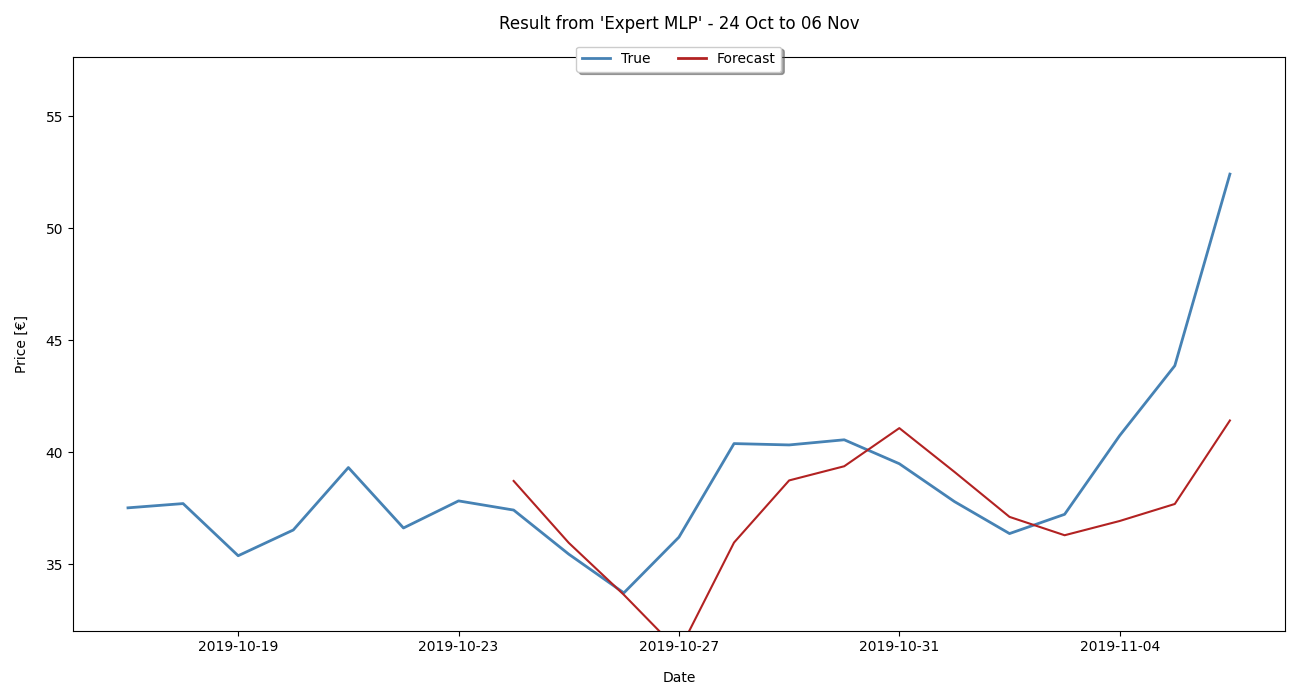 Result from 'Expert MLP' - 24 Oct to 06 Nov
True Forecast
55
50
45
40
35
Price [€]
2019-10-19 2019-10-23 2019-10-27 2019-10-31 2019-11-04
Date